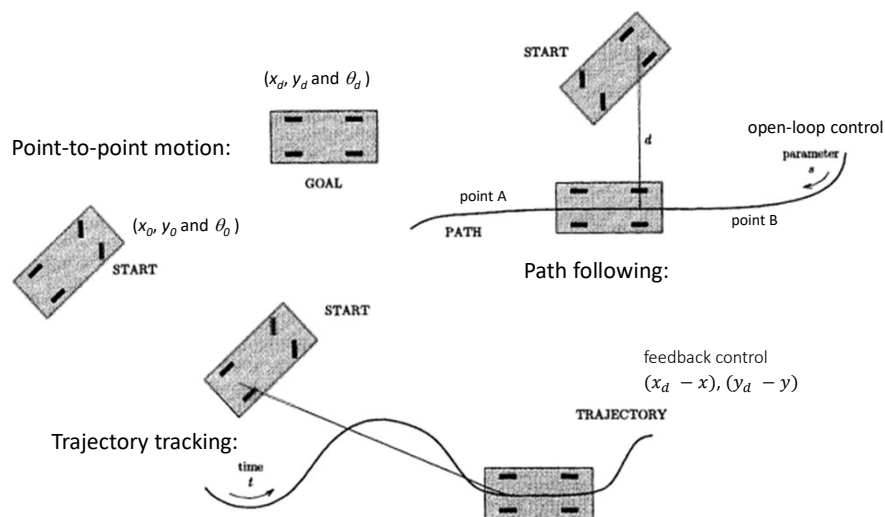 Point-to-point motion:
(x_d, y_d and θ_d)
GOAL
(x_0, y_0 and θ_0)
START
START
d
open-loop control
parameter
s
point A
point B
PATH
Path following:
START
feedback control
(x_d − x), (y_d − y)
TRAJECTORY
Trajectory tracking:
time
t